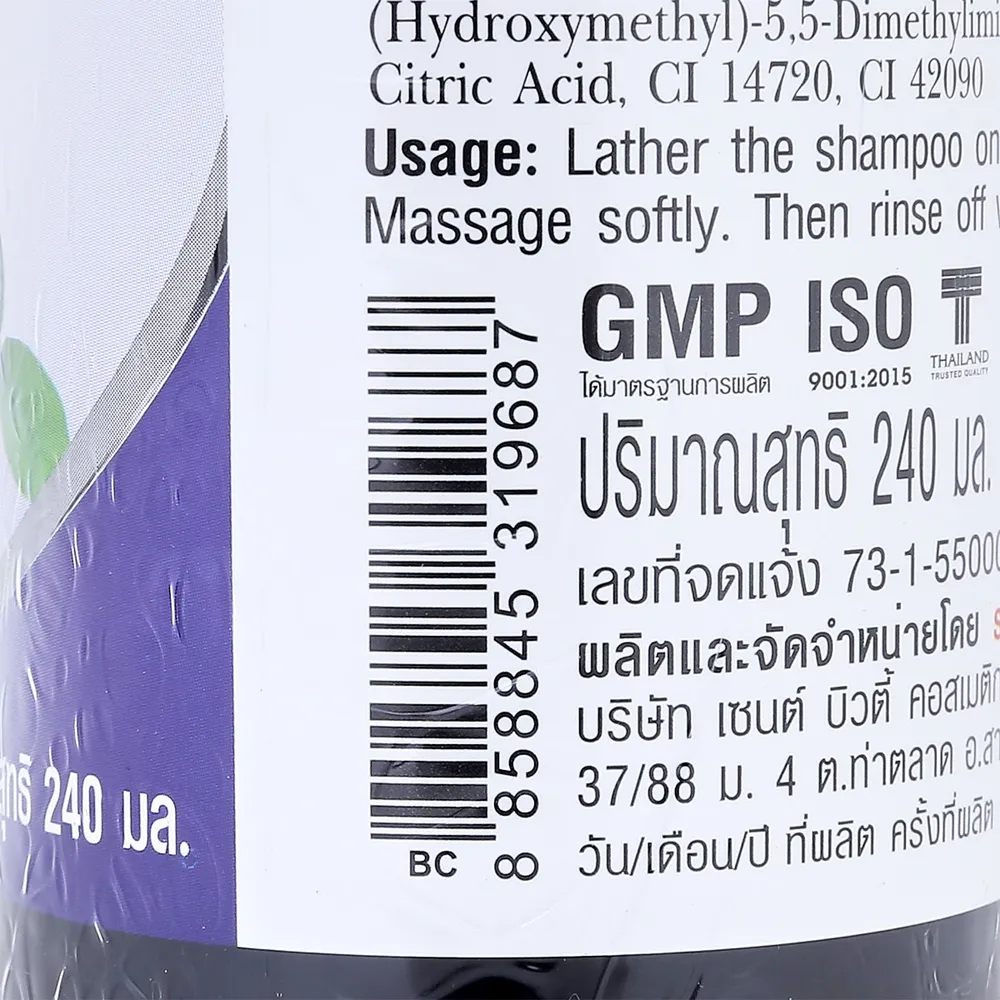 (Hydroxymethyl)-5,5-Dimethylimi
Citric Acid, CI 14720, CI 42090
Usage: Lather the shampoo on
Massage softly. Then rinse off
GMP ISO T
ได้มาตรฐานการผลิต 9001:2015
THAILAND
TRUSTED QUALITY
ปริมาณสุทธิ 240 มล.
เลขที่จดแจ้ง 73-1-55000
ผลิตและจัดจำหน่ายโดย
บริษัท เซนต์ บิวตี้ คอสเมติก
37/88 ม. 4 ต.ท่าตลาด อ.สา
วัน/เดือน/ปี ที่ผลิต ครั้งที่ผลิต
8 858845 319687
BC
240 มล.